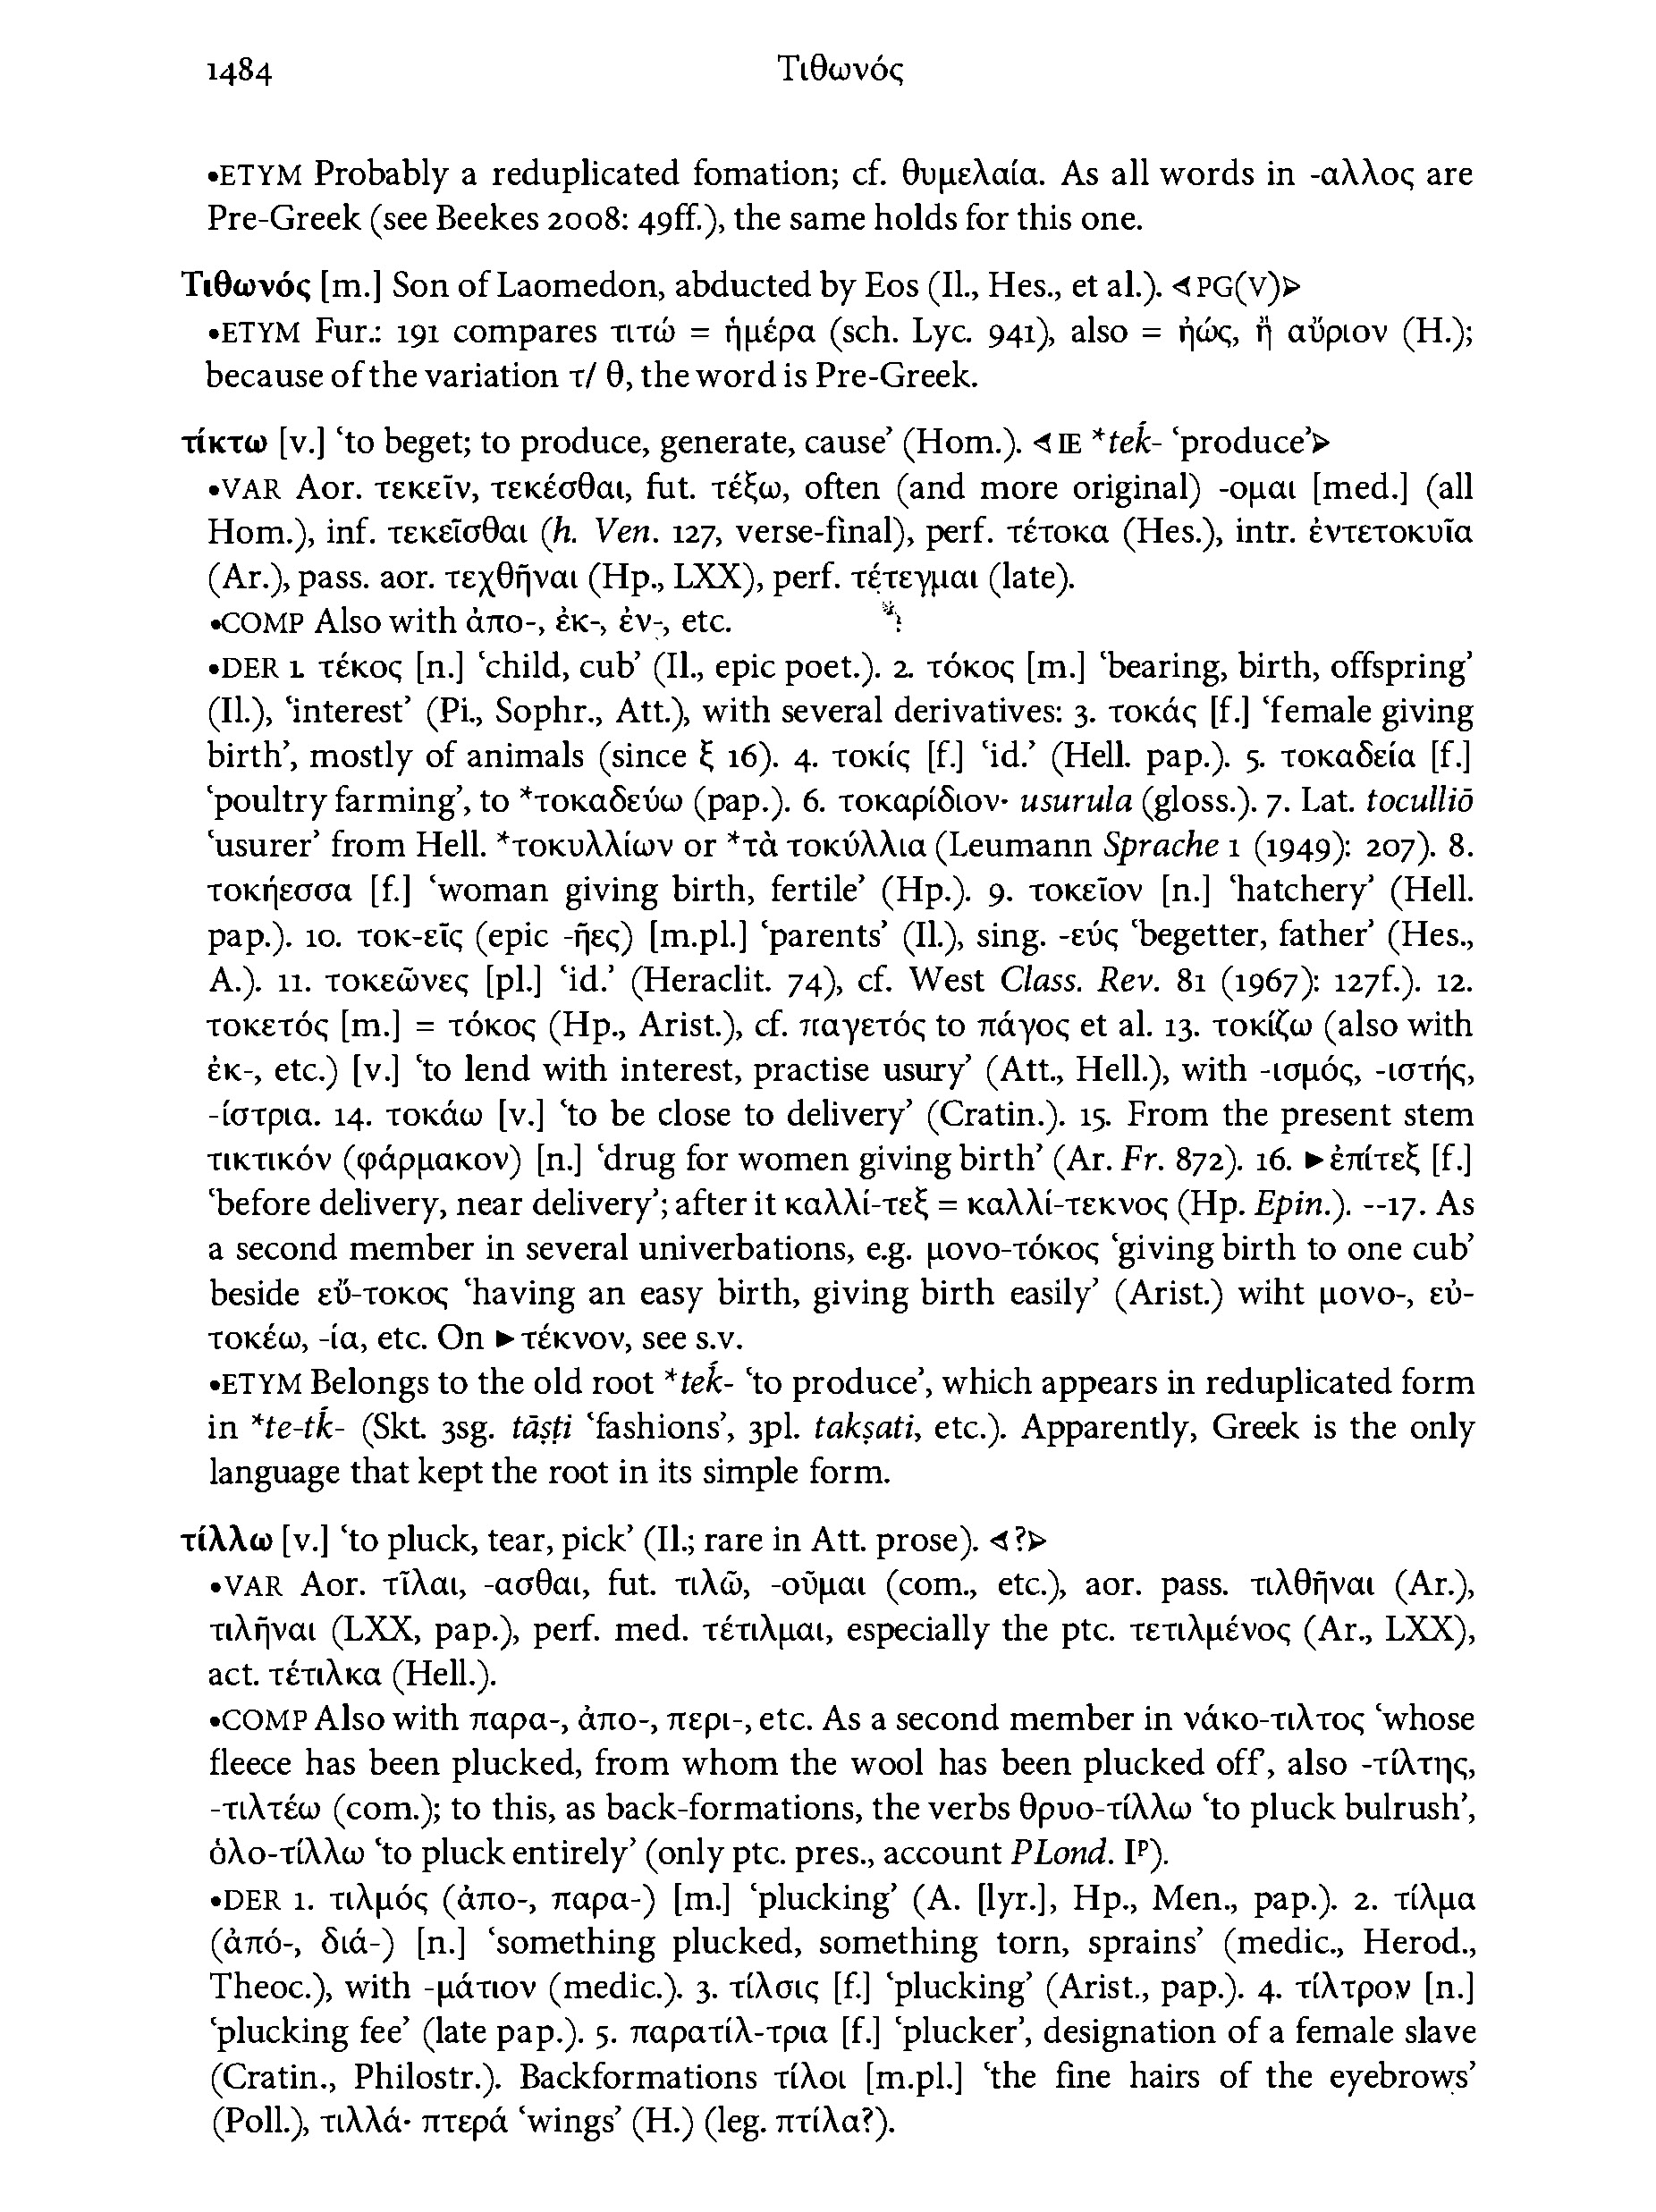 1484 Τιθωνός
•ETYM Probably a reduplicated fomation; cf. θυμελαία. As all words in -αλλος are
Pre-Greek (see Beekes 2008: 49ff.), the same holds for this one.
Τιθωνός [m.] Son of Laomedon, abducted by Eos (Il., Hes., et al.). ◁PG(V)▷
•ETYM Fur.: 191 compares τιτώ = ἡμέρα (sch. Lyc. 941), also = ἠώς, ἢ αὔριον (H.);
because of the variation τ/ θ, the word is Pre-Greek.
τίκτω [v.] ‘to beget; to produce, generate, cause’ (Hom.). ◁IE *teḱ- ‘produce’▷
•VAR Aor. τεκεῖν, τεκέσθαι, fut. τέξω, often (and more original) -ομαι [med.] (all
Hom.), inf. τεκεῖσθαι (h. Ven. 127, verse-final), perf. τέτοκα (Hes.), intr. ἐντετοκυῖα
(Ar.), pass. aor. τεχθῆναι (Hp., LXX), perf. τέτεγμαι (late).
•COMP Also with ἀπο-, ἐκ-, ἐν-, etc.
•DER 1. τέκος [n.] ‘child, cub’ (Il., epic poet.). 2. τόκος [m.] ‘bearing, birth, offspring’
(Il.), ‘interest’ (Pi., Sophr., Att.), with several derivatives: 3. τοκάς [f.] ‘female giving
birth’, mostly of animals (since ξ 16). 4. τοκίς [f.] ‘id.’ (Hell. pap.). 5. τοκαδεία [f.]
‘poultry farming’, to *τοκαδεύω (pap.). 6. τοκαρίδιον· usurula (gloss.). 7. Lat. toculliō
‘usurer’ from Hell. *τοκυλλίων or *τὰ τοκύλλια (Leumann Sprache 1 (1949): 207). 8.
τοκήεσσα [f.] ‘woman giving birth, fertile’ (Hp.). 9. τοκεῖον [n.] ‘hatchery’ (Hell.
pap.). 10. τοκ-εῖς (epic -ῆες) [m.pl.] ‘parents’ (Il.), sing. -εύς ‘begetter, father’ (Hes.,
A.). 11. τοκεῶνες [pl.] ‘id.’ (Heraclit. 74), cf. West Class. Rev. 81 (1967): 127f.). 12.
τοκετός [m.] = τόκος (Hp., Arist.), cf. παγετός to πάγος et al. 13. τοκίζω (also with
ἐκ-, etc.) [v.] ‘to lend with interest, practise usury’ (Att., Hell.), with -ισμός, -ιστής,
-ίστρια. 14. τοκάω [v.] ‘to be close to delivery’ (Cratin.). 15. From the present stem
τικτικόν (φάρμακον) [n.] ‘drug for women giving birth’ (Ar. Fr. 872). 16. ►ἐπίτεξ [f.]
‘before delivery, near delivery’; after it καλλί-τεξ = καλλί-τεκνος (Hp. Epin.). --17. As
a second member in several univerbations, e.g. μονο-τόκος ‘giving birth to one cub’
beside εὔ-τοκος ‘having an easy birth, giving birth easily’ (Arist.) wiht μονο-, εὐ-
τοκέω, -ία, etc. On ►τέκνον, see s.v.
•ETYM Belongs to the old root *teḱ- ‘to produce’, which appears in reduplicated form
in *te-tḱ- (Skt. 3sg. tāṣṭi ‘fashions’, 3pl. takṣati, etc.). Apparently, Greek is the only
language that kept the root in its simple form.
τίλλω [v.] ‘to pluck, tear, pick’ (Il.; rare in Att. prose). ◁?▷
•VAR Aor. τῖλαι, -ασθαι, fut. τιλῶ, -οῦμαι (com., etc.), aor. pass. τιλθῆναι (Ar.),
τιλῆναι (LXX, pap.), perf. med. τέτιλμαι, especially the ptc. τετιλμένος (Ar., LXX),
act. τέτιλκα (Hell.).
•COMP Also with παρα-, ἀπο-, περι-, etc. As a second member in νάκο-τιλτος ‘whose
fleece has been plucked, from whom the wool has been plucked off’, also -τίλτης,
-τιλτέω (com.); to this, as back-formations, the verbs θρυο-τίλλω ‘to pluck bulrush’,
ὁλο-τίλλω ‘to pluck entirely’ (only ptc. pres., account PLond. Iᴾ).
•DER 1. τιλμός (ἀπο-, παρα-) [m.] ‘plucking’ (A. [lyr.], Hp., Men., pap.). 2. τίλμα
(ἀπό-, διά-) [n.] ‘something plucked, something torn, sprains’ (medic., Herod.,
Theoc.), with -μάτιον (medic.). 3. τίλσις [f.] ‘plucking’ (Arist., pap.). 4. τίλτρον [n.]
‘plucking fee’ (late pap.). 5. παρατίλ-τρια [f.] ‘plucker’, designation of a female slave
(Cratin., Philostr.). Backformations τίλοι [m.pl.] ‘the fine hairs of the eyebrows’
(Poll.), τιλλά· πτερά ‘wings’ (H.) (leg. πτίλα?).